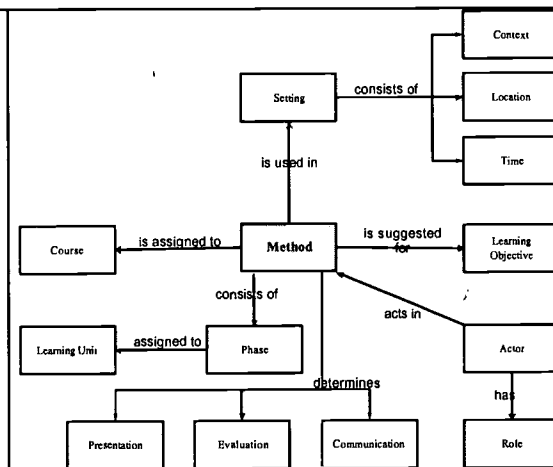 Context
Setting
consists of
Location
is used in
Time
Course
is assigned to
Method
is suggested
for
Learning
Objective
consists of
acts in
Learning Unit
assigned to
Phase
Actor
determines
has
Presentation
Evaluation
Communication
Role